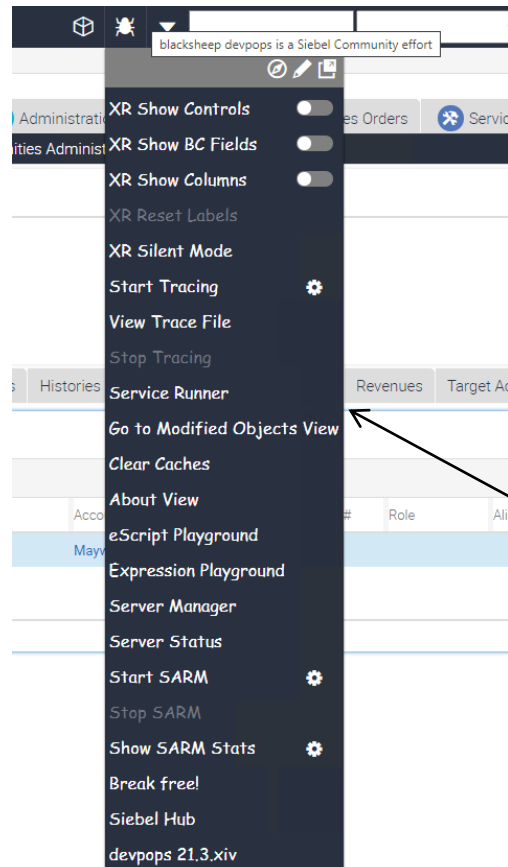 blacksheep devpops is a Siebel Community effort
Administratio
es Orders
Servic
ities Administ
XR Show Controls
XR Show BC Fields
XR Show Columns
XR Reset Labels
XR Silent Mode
Start Tracing
View Trace File
Stop Tracing
s Histories
Service Runner
Revenues
Target Ac
Go to Modified Objects View
Clear Caches
About View
Acco
#
Role
Ali
eScript Playground
Mayw
Expression Playground
Server Manager
Server Status
Start SARM
Stop SARM
Show SARM Stats
Break free!
Siebel Hub
devpops 21.3.xiv